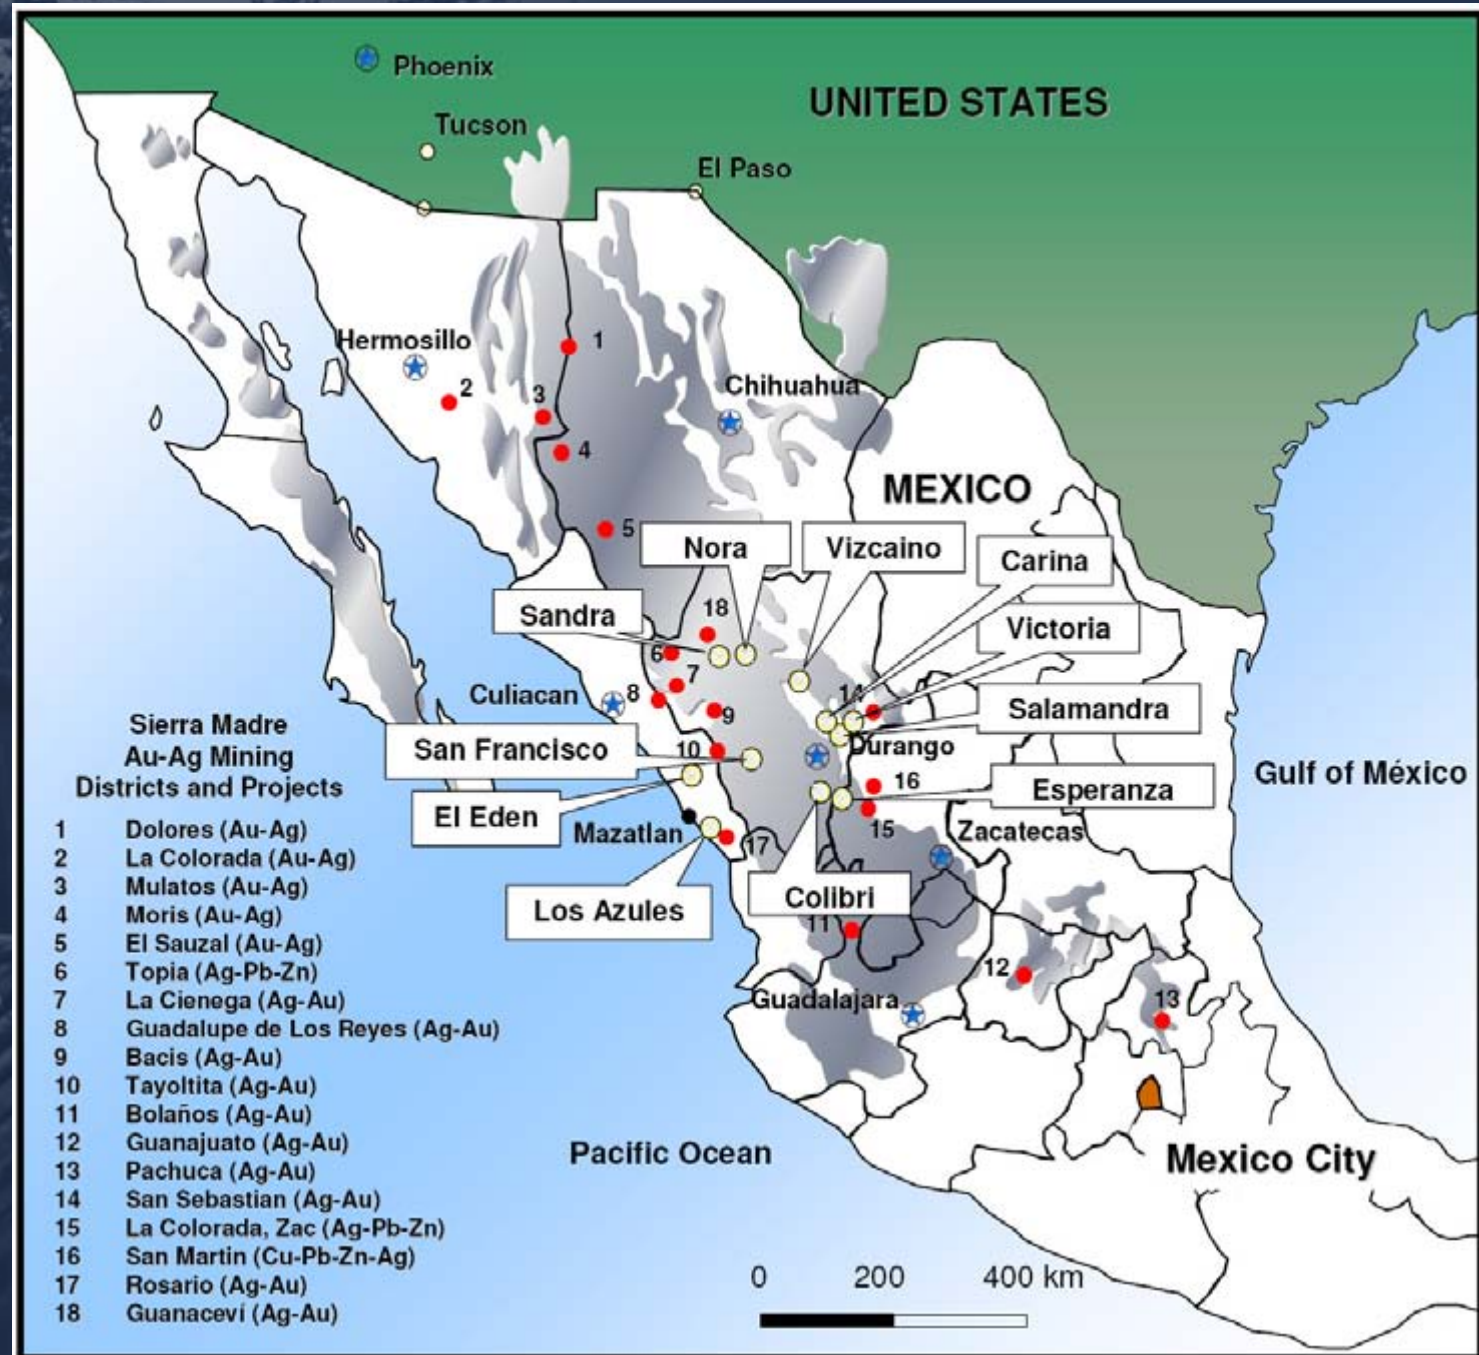 Phoenix
UNITED STATES
Tucson
El Paso
Hermosillo
1
2
3
Chihuahua
4
MEXICO
5
Nora
Vizcaino
Carina
Sandra
18
Victoria
6
7
Culiacan
8
14
9
Salamandra
Sierra Madre
Au-Ag Mining
Districts and Projects
San Francisco
10
Durango
Gulf of México
16
Esperanza
El Eden
15
Mazatlan
17
Zacatecas
Los Azules
Colibri
11
12
Guadalajara
13
1 Dolores (Au-Ag)
2 La Colorada (Au-Ag)
3 Mulatos (Au-Ag)
4 Moris (Au-Ag)
5 El Sauzal (Au-Ag)
6 Topia (Ag-Pb-Zn)
7 La Cienega (Ag-Au)
8 Guadalupe de Los Reyes (Ag-Au)
9 Bacis (Ag-Au)
10 Tayoltita (Ag-Au)
11 Bolaños (Ag-Au)
12 Guanajuato (Ag-Au)
13 Pachuca (Ag-Au)
14 San Sebastian (Ag-Au)
15 La Colorada, Zac (Ag-Pb-Zn)
16 San Martin (Cu-Pb-Zn-Ag)
17 Rosario (Ag-Au)
18 Guanaceví (Ag-Au)
Pacific Ocean
Mexico City
0 200 400 km